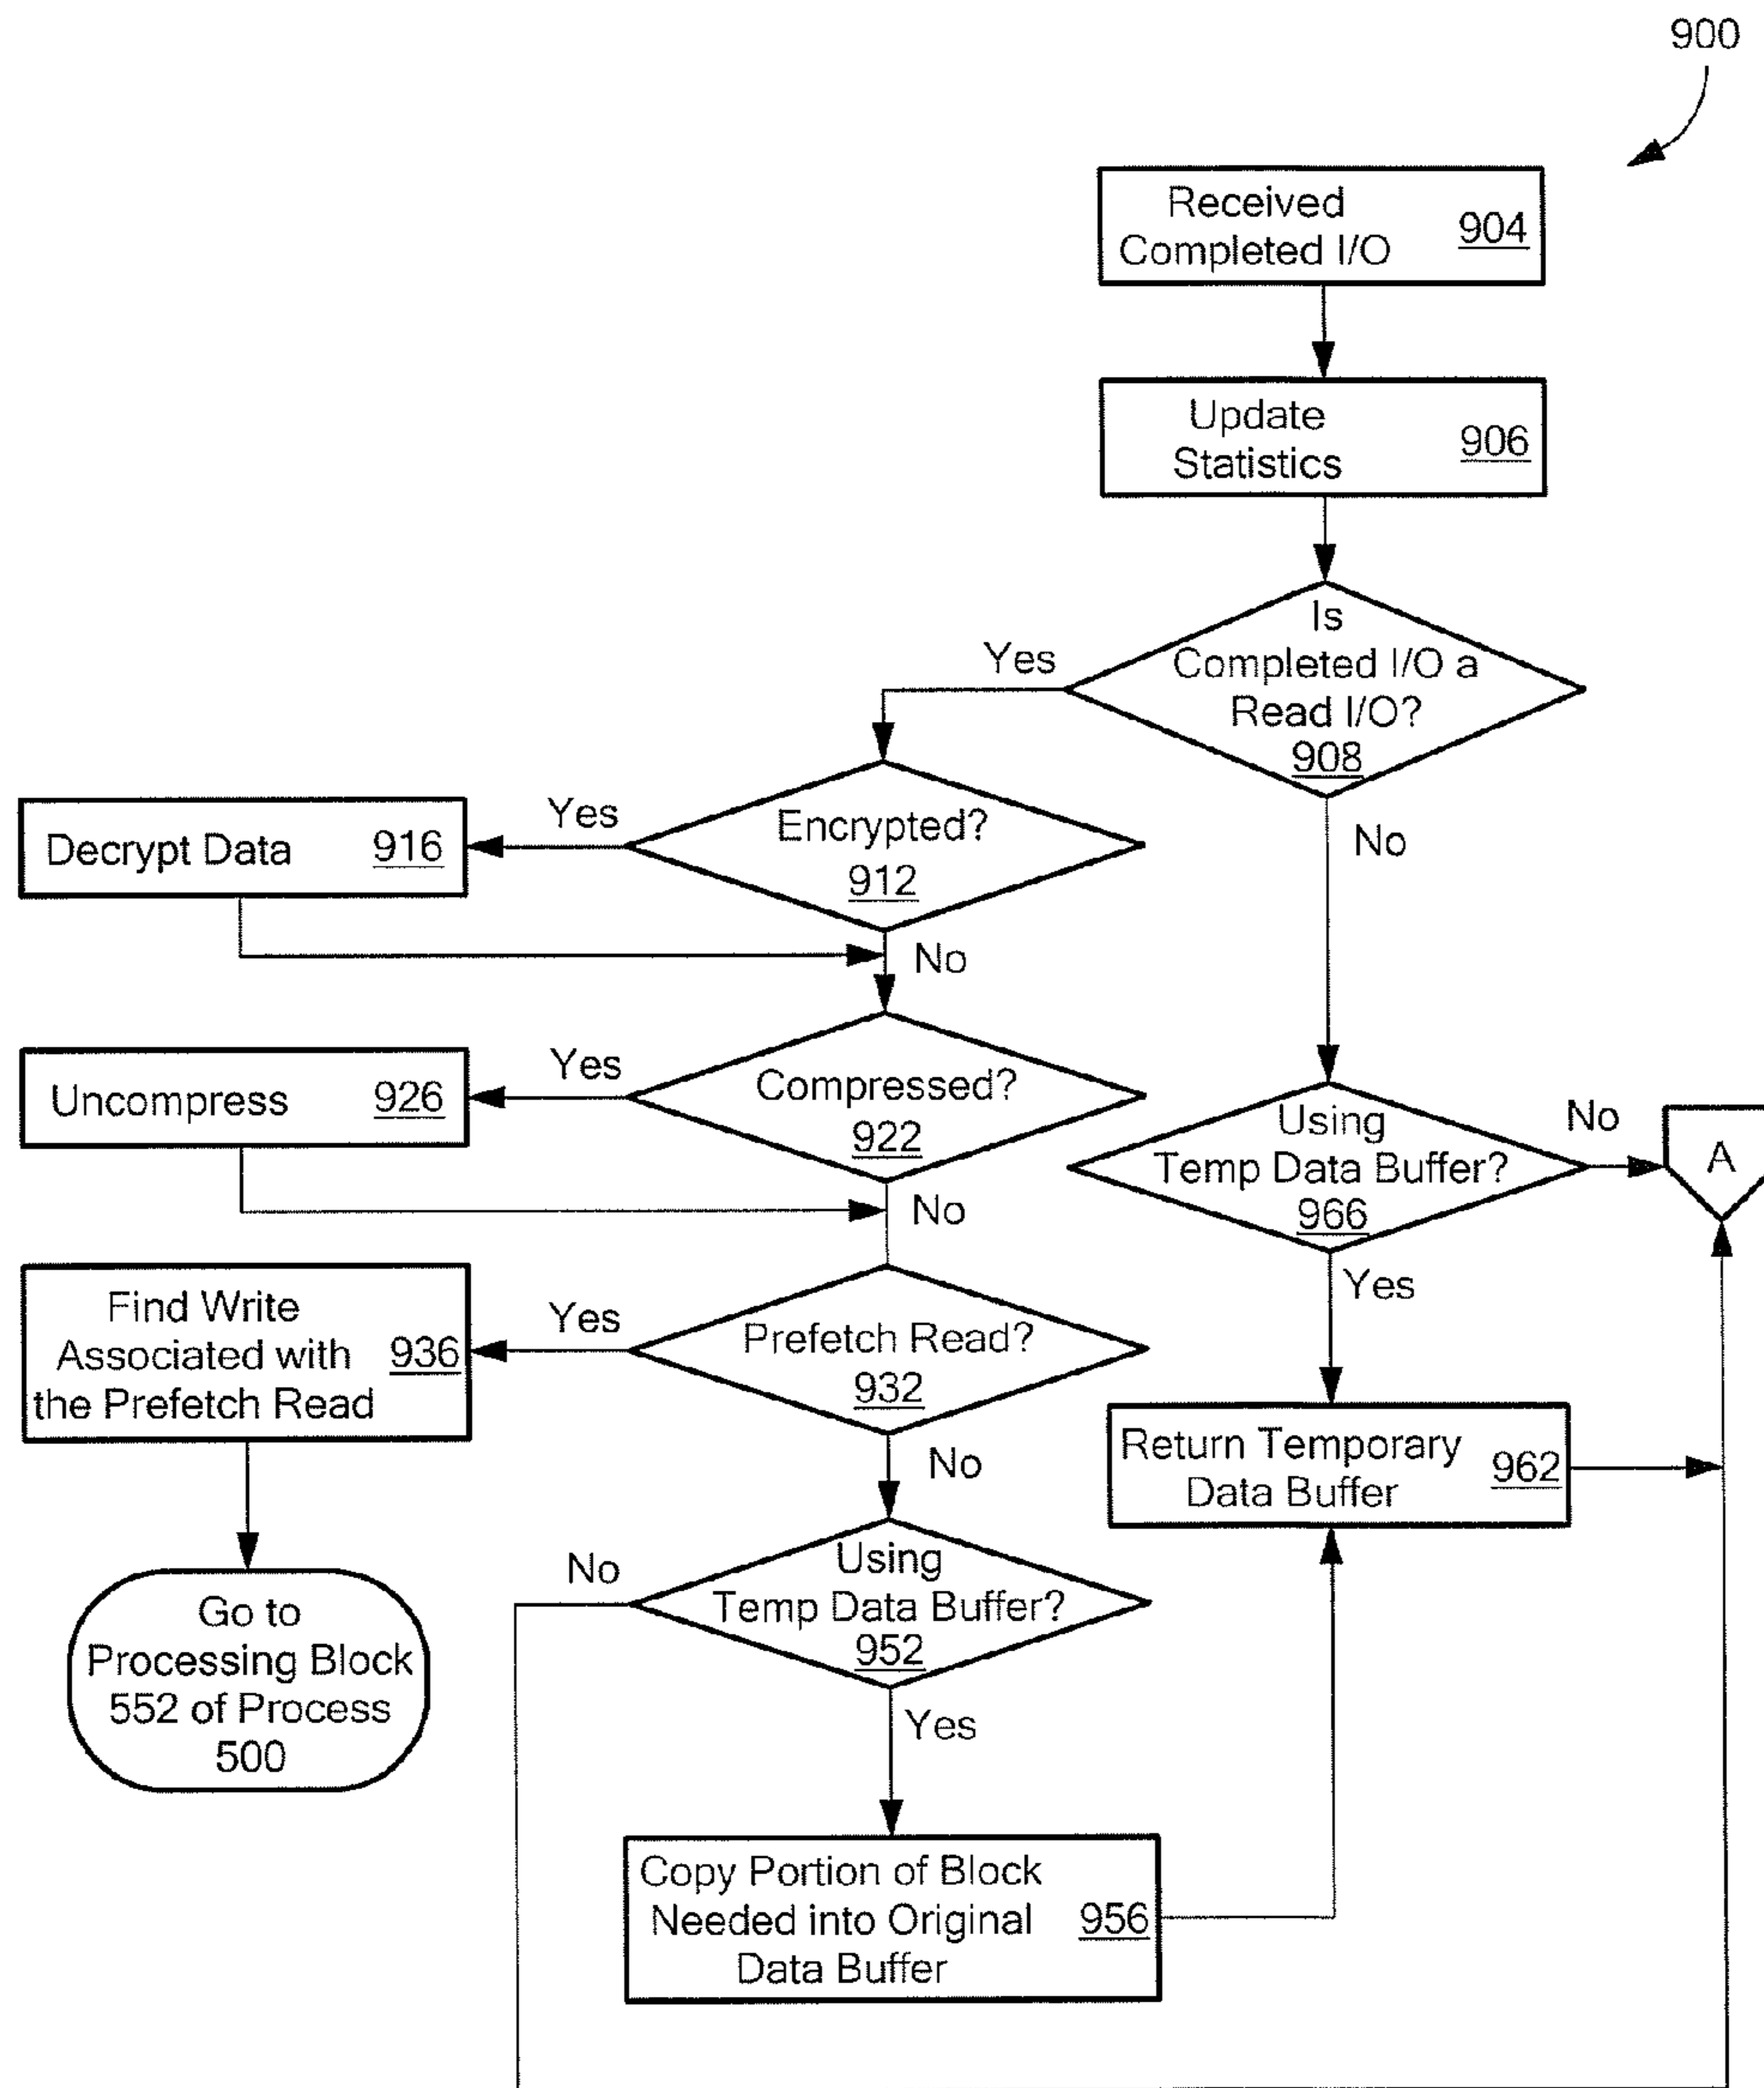 900
Received
Completed I/O
904
Update
Statistics
906
Is
Completed I/O a
Read I/O?
908
Yes
No
Encrypted?
912
Yes
No
Decrypt Data 916
Compressed?
922
Yes
No
Uncompress 926
Using
Temp Data Buffer?
966
No
A
Yes
Prefetch Read?
932
Yes
No
Find Write
Associated with
the Prefetch Read
936
Go to
Processing Block
552 of Process
500
Return Temporary
Data Buffer
962
Using
Temp Data Buffer?
952
No
Yes
Copy Portion of Block
Needed into Original
Data Buffer
956